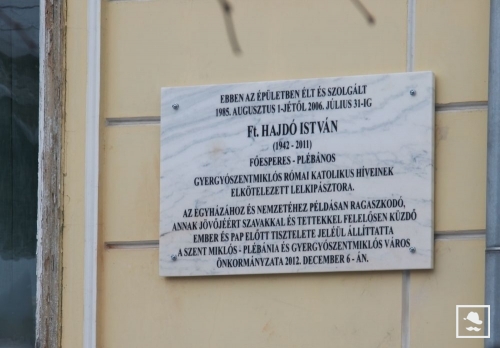 EBBEN AZ ÉPÜLETBEN ÉLT ÉS SZOLGÁLT
1985. AUGUSZTUS 1-JÉTŐL 2006. JÚLIUS 31-IG
Ft. HAJDÓ ISTVÁN
(1942 - 2011)
FŐESPERES - PLÉBÁNOS
GYERGYÓSZENTMIKLÓS RÓMAI KATOLIKUS HÍVEINEK
ELKÖTELEZETT LELKIPÁSZTORA.
AZ EGYHÁZÁHOZ ÉS NEMZETÉHEZ PÉLDÁSAN RAGASZKODÓ,
ANNAK JÖVŐJÉÉRT SZAVAKKAL ÉS TETTEKKEL FELELŐSEN KÜZDŐ
EMBER ÉS PAP ELŐTT TISZTELETE JELÉÜL ÁLLÍTTATTA
A SZENT MIKLÓS - PLÉBÁNIA ÉS GYERGYÓSZENTMIKLÓS VÁROS
ÖNKORMÁNYZATA 2012. DECEMBER 6 - ÁN.